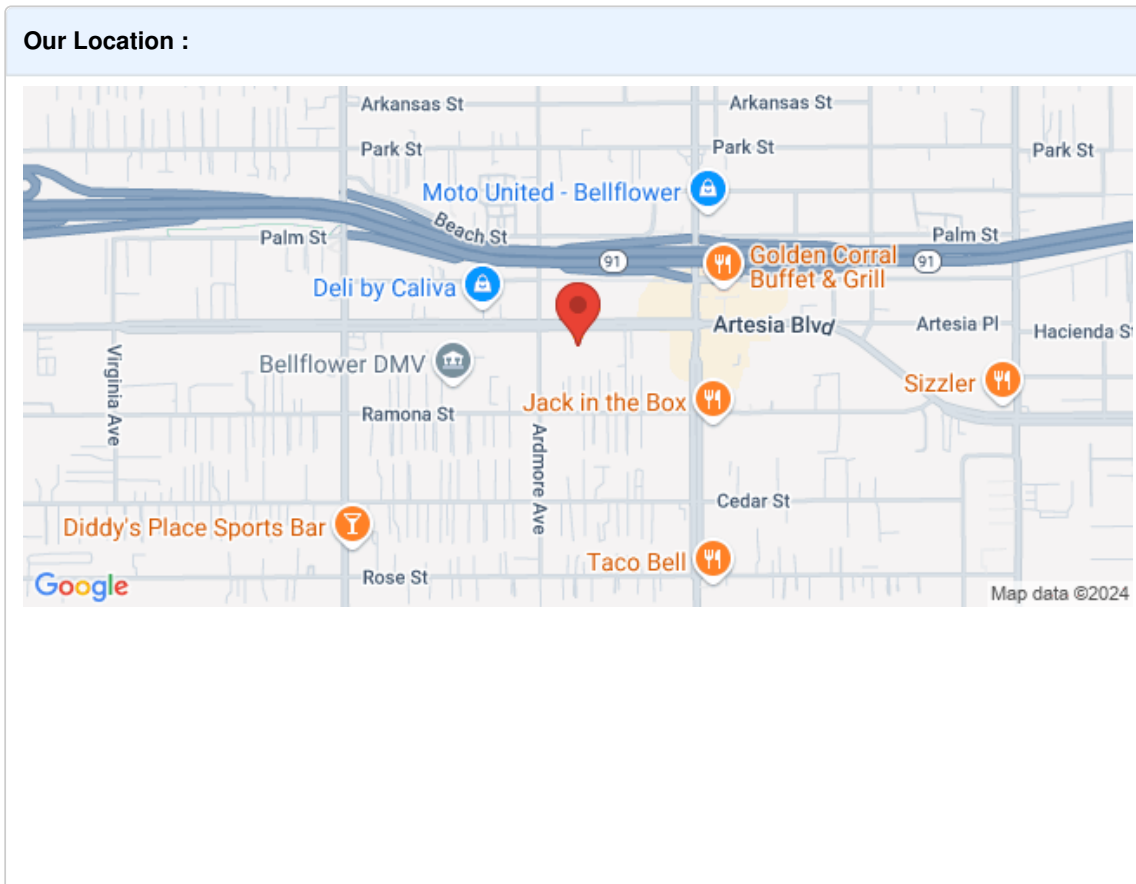 Our Location :
Arkansas St
Arkansas St
Park St
Park St
Park St
Moto United - Bellflower
Beach St
Palm St
Palm St
91
91
Golden Corral
Buffet & Grill
Deli by Caliva
Artesia Blvd
Artesia Pl
Hacienda St
Bellflower DMV
Virginia Ave
Sizzler
Jack in the Box
Ramona St
Ardmore Ave
Cedar St
Diddy's Place Sports Bar
Taco Bell
Rose St
Google
Map data ©2024